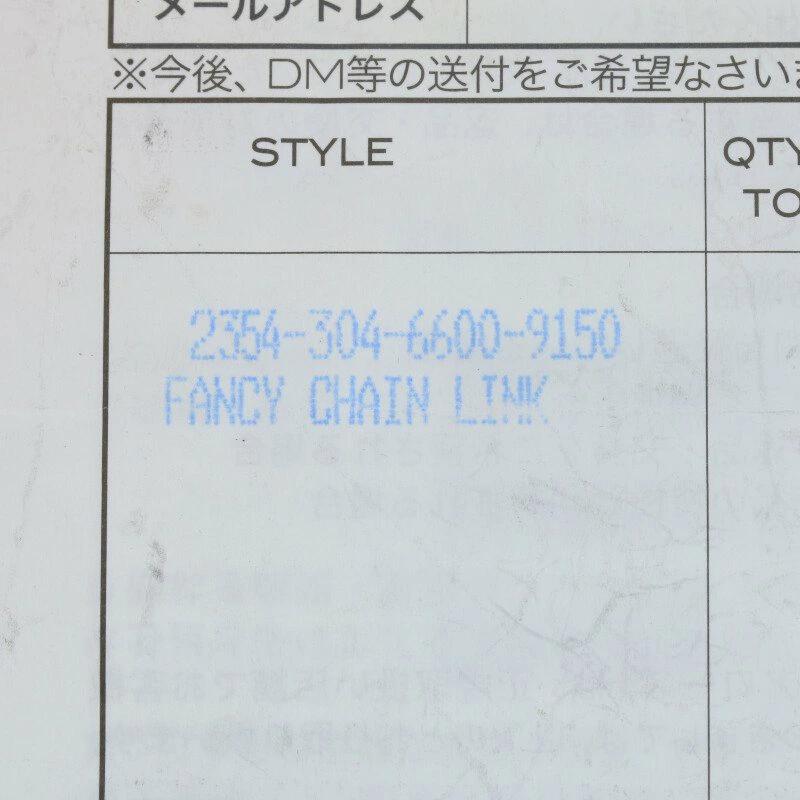 メールアドレス
※今後、DM等の送付をご希望なさいま
STYLE
QTY
TO
2354-304-6600-9150
FANCY CHAIN LINK